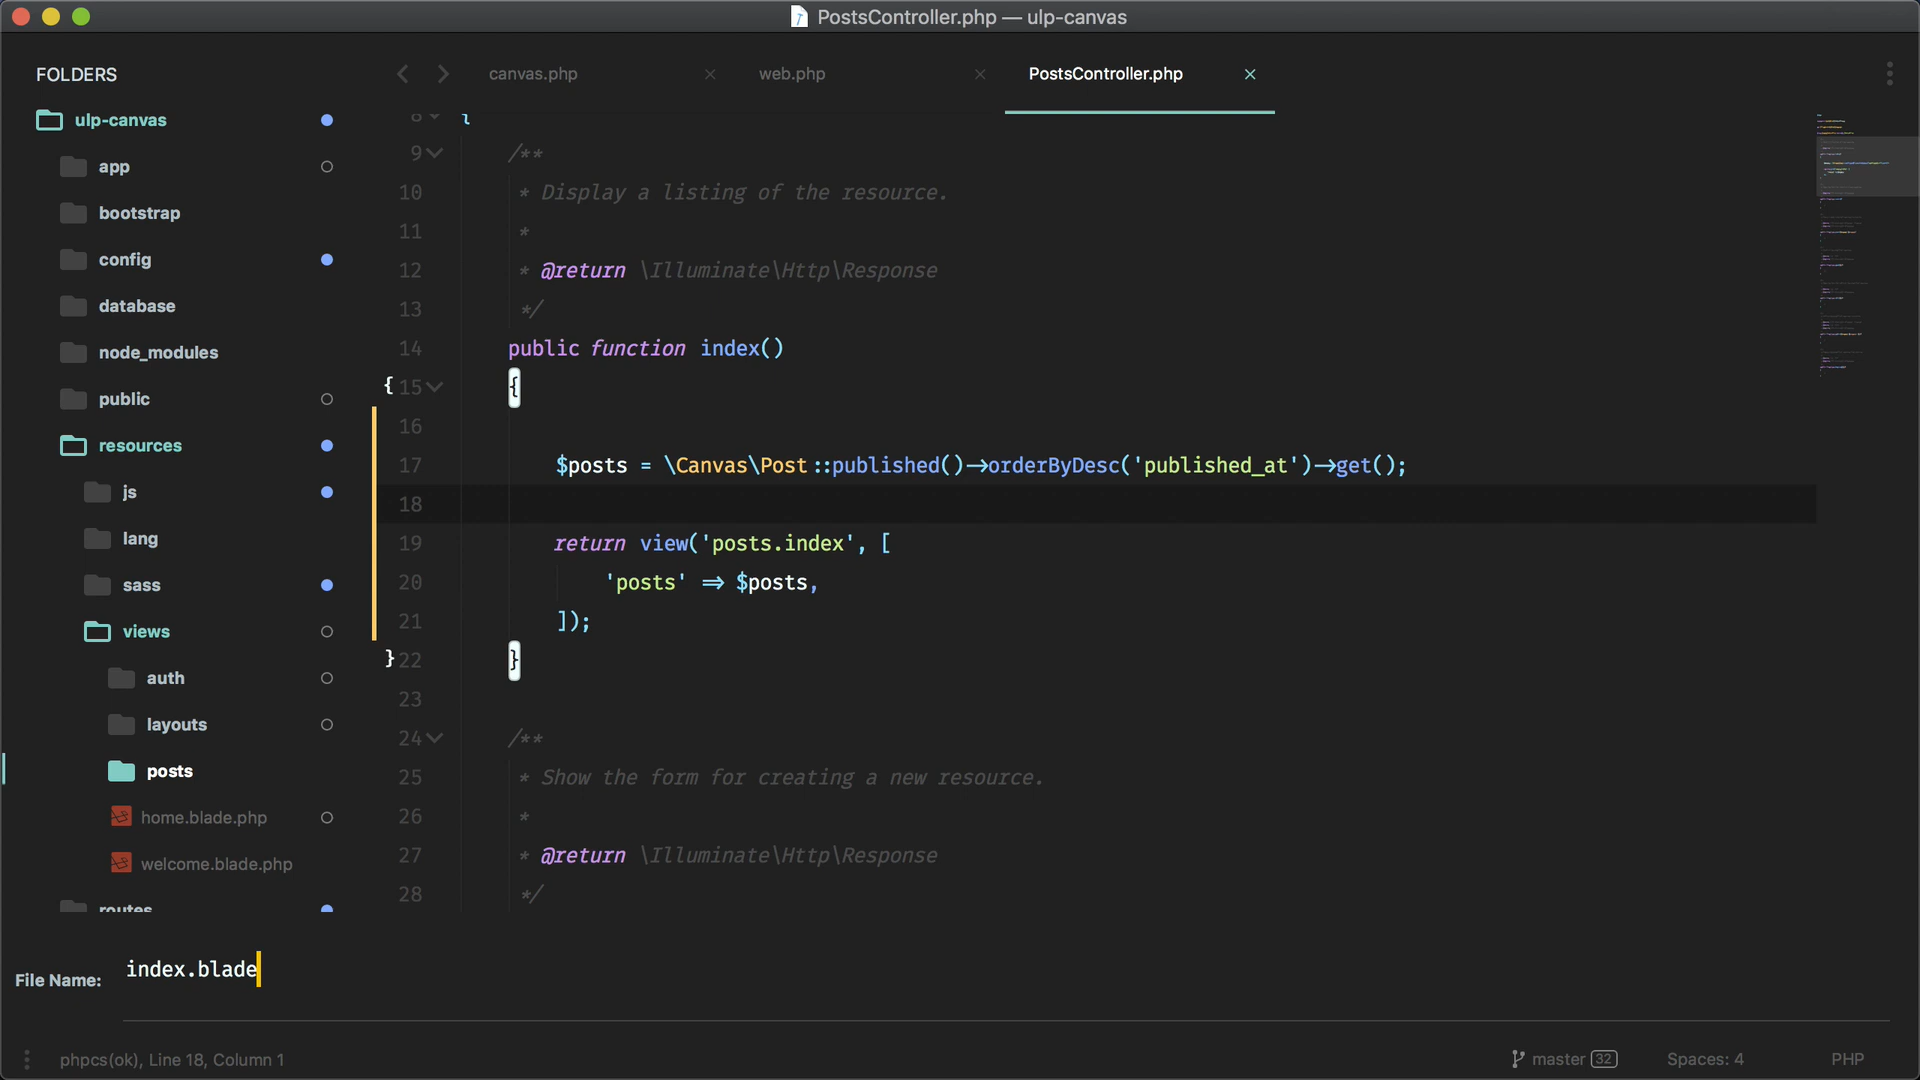 PostsController.php — ulp-canvas
FOLDERS
ulp-canvas
app
bootstrap
config
database
node_modules
public
resources
js
lang
sass
views
auth
layouts
posts
home.blade.php
welcome.blade.php
routes
canvas.php
web.php
PostsController.php
8 {
9 /**
10 * Display a listing of the resource.
11 *
12 * @return \Illuminate\Http\Response
13 */
14 public function index()
{ 15 {
16
17 $posts = \Canvas\Post::published()->orderByDesc('published_at')->get();
18
19 return view('posts.index', [
20 'posts' => $posts,
21 ]);
} 22 }
23
24 /**
25 * Show the form for creating a new resource.
26 *
27 * @return \Illuminate\Http\Response
28 */
File Name: index.blade
phpcs(ok), Line 18, Column 1
master 32
Spaces: 4
PHP